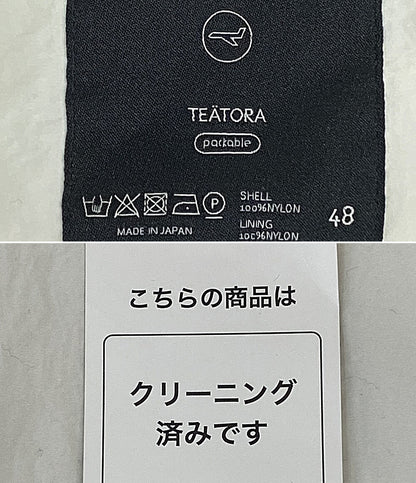 TEÄTORA
packable
P
SHELL
100%NYLON
LINING
100%NYLON
48
MADE IN JAPAN
こちらの商品は
クリーニング
済みです